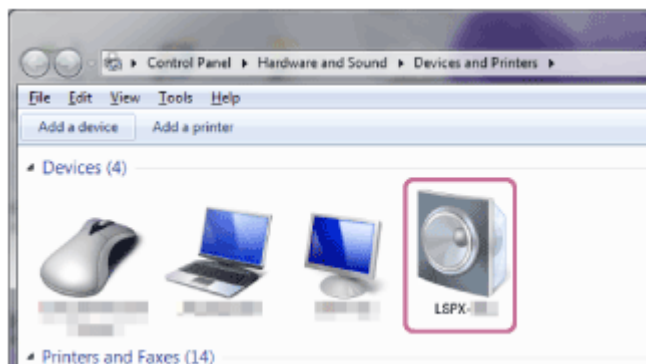 Control Panel ▸ Hardware and Sound ▸ Devices and Printers ▸
File Edit View Tools Help
Add a device Add a printer
Devices (4)
LSPX-
Printers and Faxes (14)